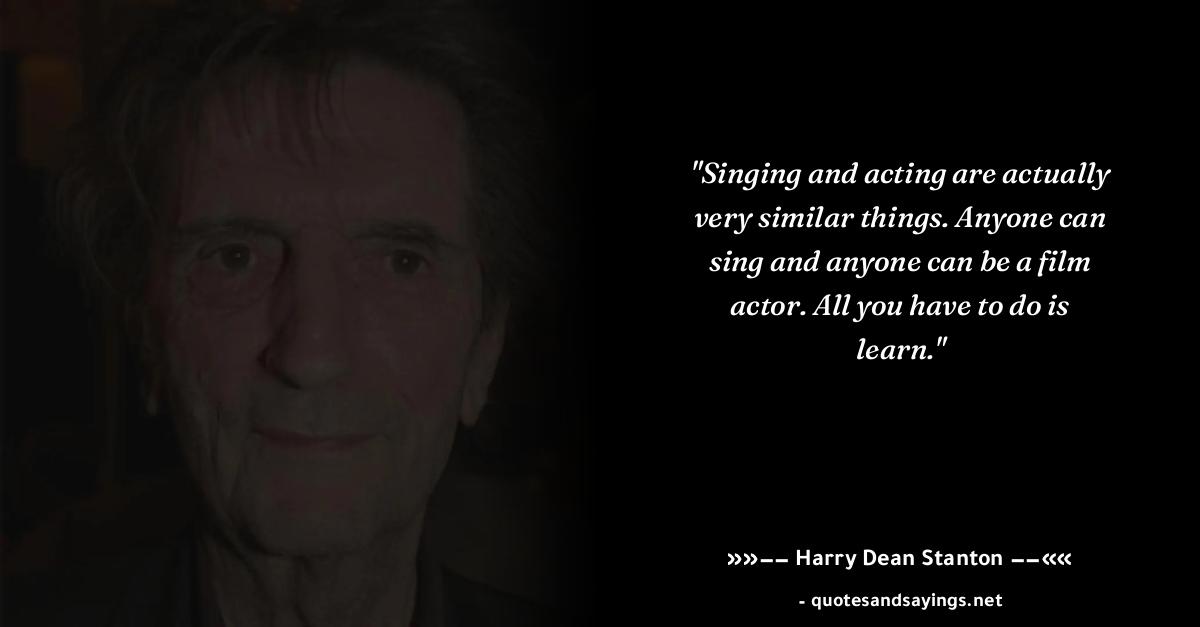 "Singing and acting are actually
very similar things. Anyone can
sing and anyone can be a film
actor. All you have to do is
learn."
»»−− Harry Dean Stanton −−««
- quotesandsayings.net